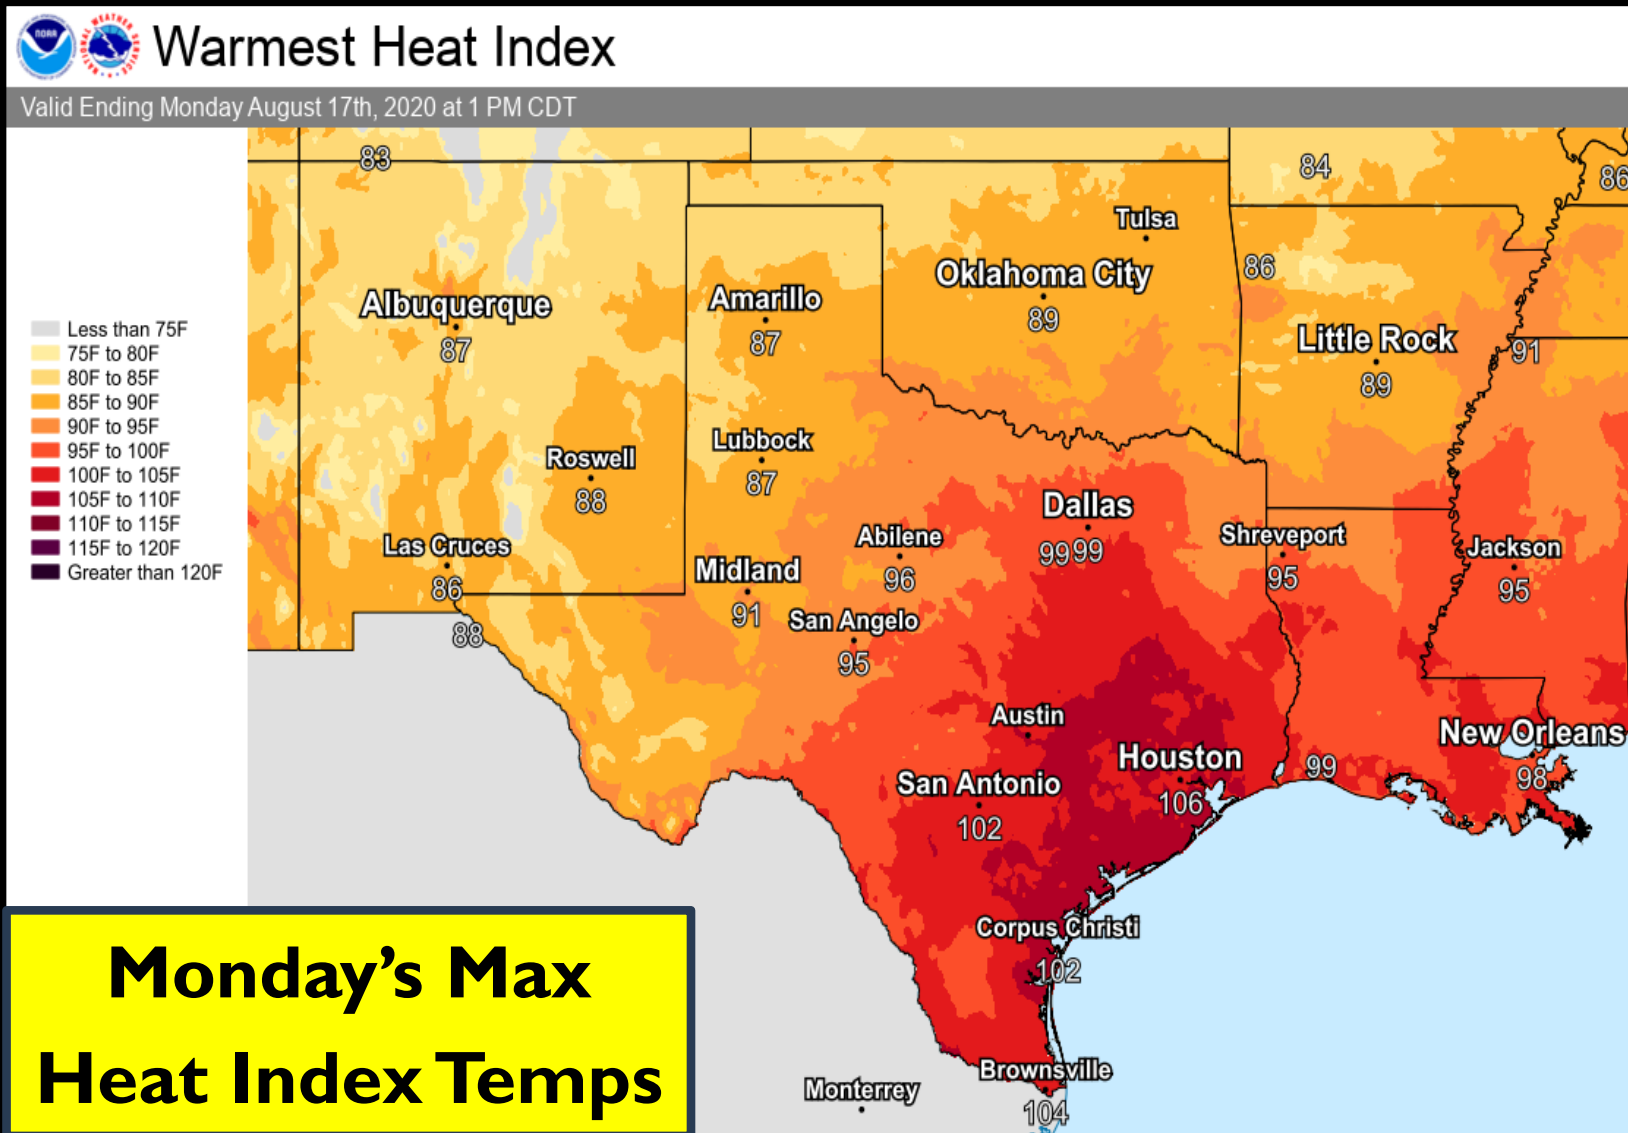 NOAA
NATIONAL WEATHER SERVICE
Warmest Heat Index
Valid Ending Monday August 17th, 2020 at 1 PM CDT
Less than 75F
75F to 80F
80F to 85F
85F to 90F
90F to 95F
95F to 100F
100F to 105F
105F to 110F
110F to 115F
115F to 120F
Greater than 120F
83
84
86
Tulsa
86
Oklahoma City
89
Albuquerque
87
Amarillo
87
Little Rock
89
91
Lubbock
87
Roswell
88
Dallas
99 99
Abilene
96
Shreveport
95
Jackson
95
Las Cruces
86
88
Midland
91
San Angelo
95
Austin
New Orleans
98
Houston
106
99
San Antonio
102
Corpus Christi
102
Brownsville
104
Monterrey
Monday's Max
Heat Index Temps